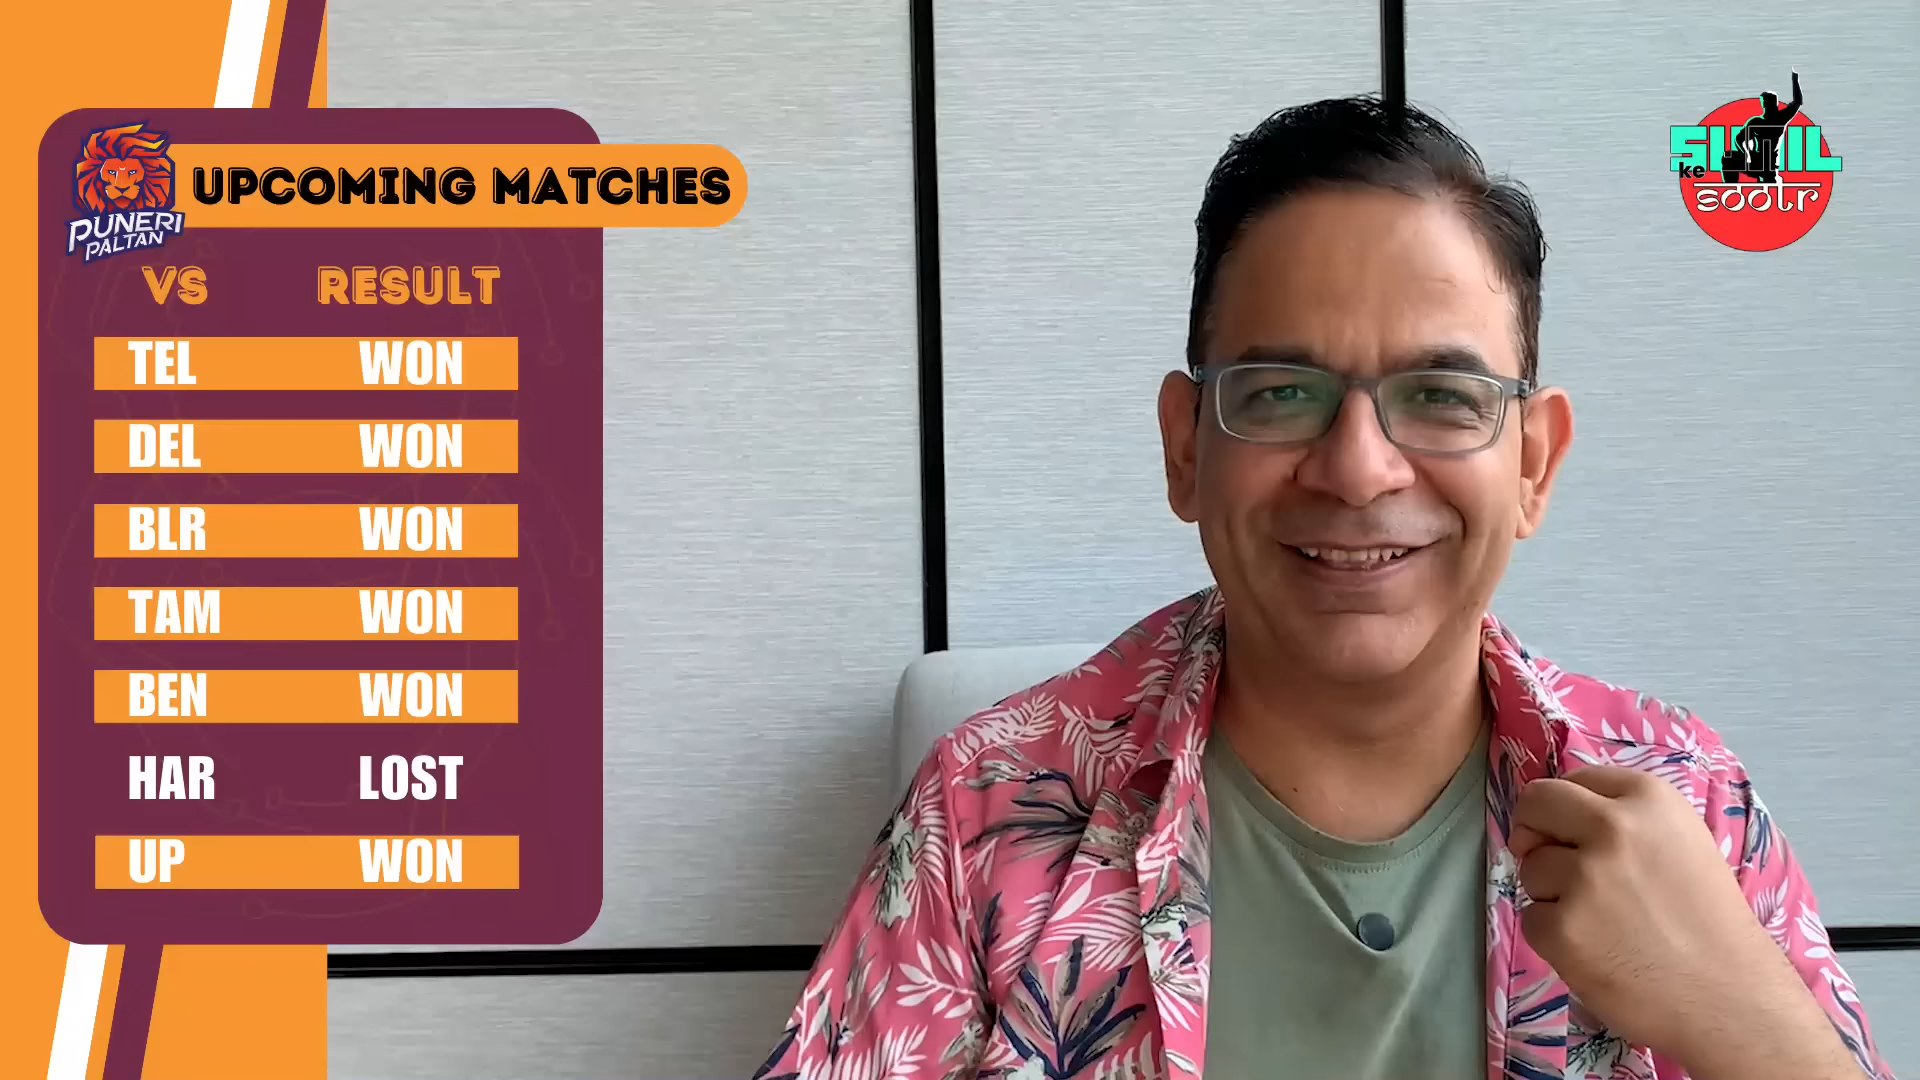 PUNERI
PALTAN
UPCOMING MATCHES
VS RESULT
TEL WON
DEL WON
BLR WON
TAM WON
BEN WON
HAR LOST
UP WON
SUNIL
ke
sootr